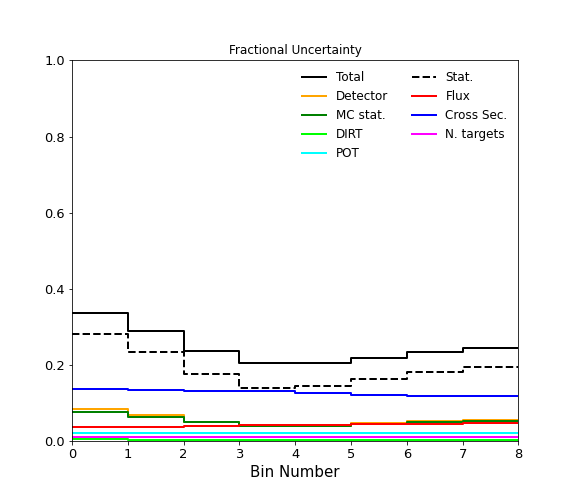 Fractional Uncertainty
1.0
0.8
0.6
0.4
0.2
0.0
Total
Detector
MC stat.
DIRT
POT
Stat.
Flux
Cross Sec.
N. targets
0 1 2 3 4 5 6 7 8
Bin Number